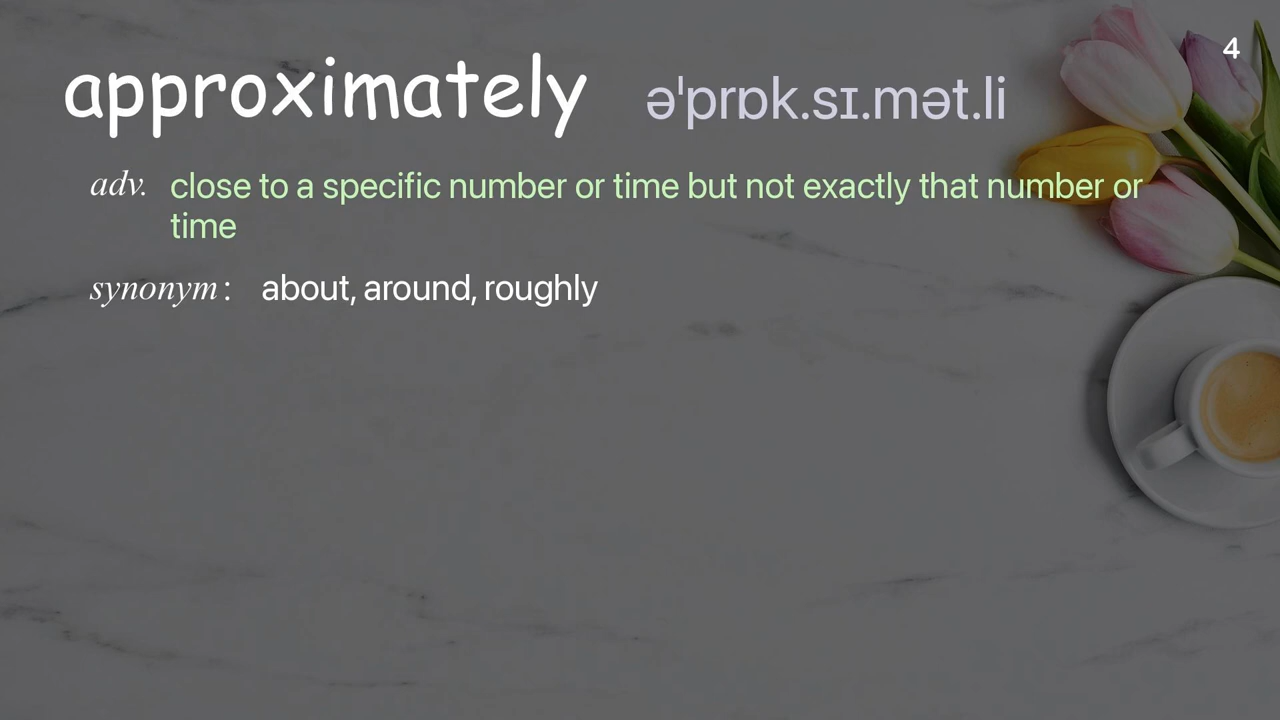 4
approximately əˈprɒk.sɪ.mət.li
adv. close to a specific number or time but not exactly that number or
time
synonym: about, around, roughly